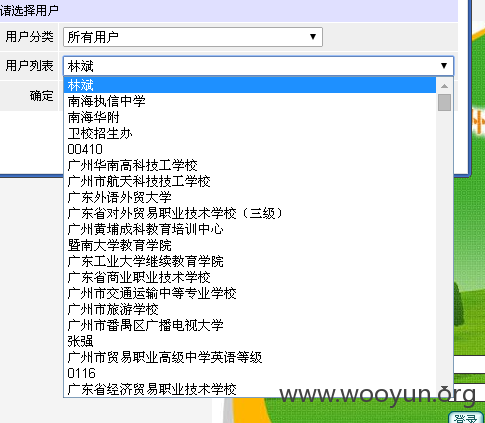 请选择用户
用户分类 所有用户
用户列表 林斌
林斌
南海执信中学
南海华附
卫校招生办
00410
广州华南高科技工学校
广州市航天科技技工学校
广东外语外贸大学
广东省对外贸易职业技术学校（三级）
广州黄埔成科教育培训中心
暨南大学教育学院
广东工业大学继续教育学院
广东省商业职业技术学校
广州市交通运输中等专业学校
广州市旅游学校
广州市番禺区广播电视大学
张强
广州市贸易职业高级中学英语等级
0116
广东省经济贸易职业技术学校
确定
www.wooyun.org
登录